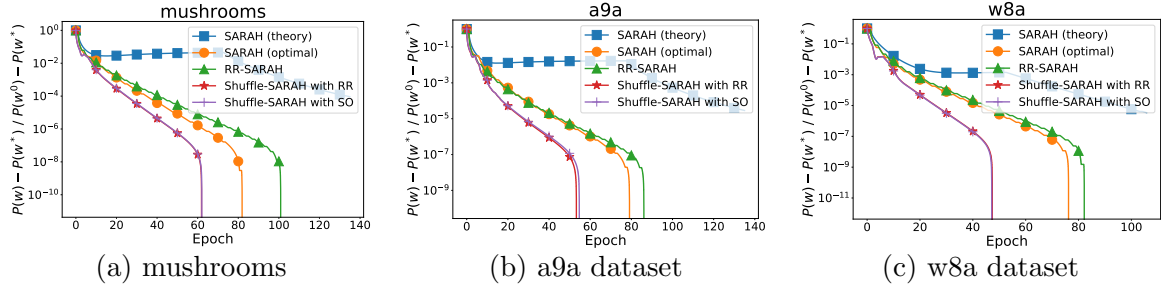 mushrooms
P(w) − P(w*) / P(w⁰) − P(w*)
10⁰
10⁻²
10⁻⁴
10⁻⁶
10⁻⁸
10⁻¹⁰
SARAH (theory)
SARAH (optimal)
RR-SARAH
Shuffle-SARAH with RR
Shuffle-SARAH with SO
0 20 40 60 80 100 120 140
Epoch
(a) mushrooms
a9a
P(w) − P(w*) / P(w⁰) − P(w*)
10⁻¹
10⁻³
10⁻⁵
10⁻⁷
10⁻⁹
SARAH (theory)
SARAH (optimal)
RR-SARAH
Shuffle-SARAH with RR
Shuffle-SARAH with SO
0 20 40 60 80 100 120 140
Epoch
(b) a9a dataset
w8a
P(w) − P(w*) / P(w⁰) − P(w*)
10⁻¹
10⁻³
10⁻⁵
10⁻⁷
10⁻⁹
10⁻¹¹
SARAH (theory)
SARAH (optimal)
RR-SARAH
Shuffle-SARAH with RR
Shuffle-SARAH with SO
0 20 40 60 80 100
Epoch
(c) w8a dataset